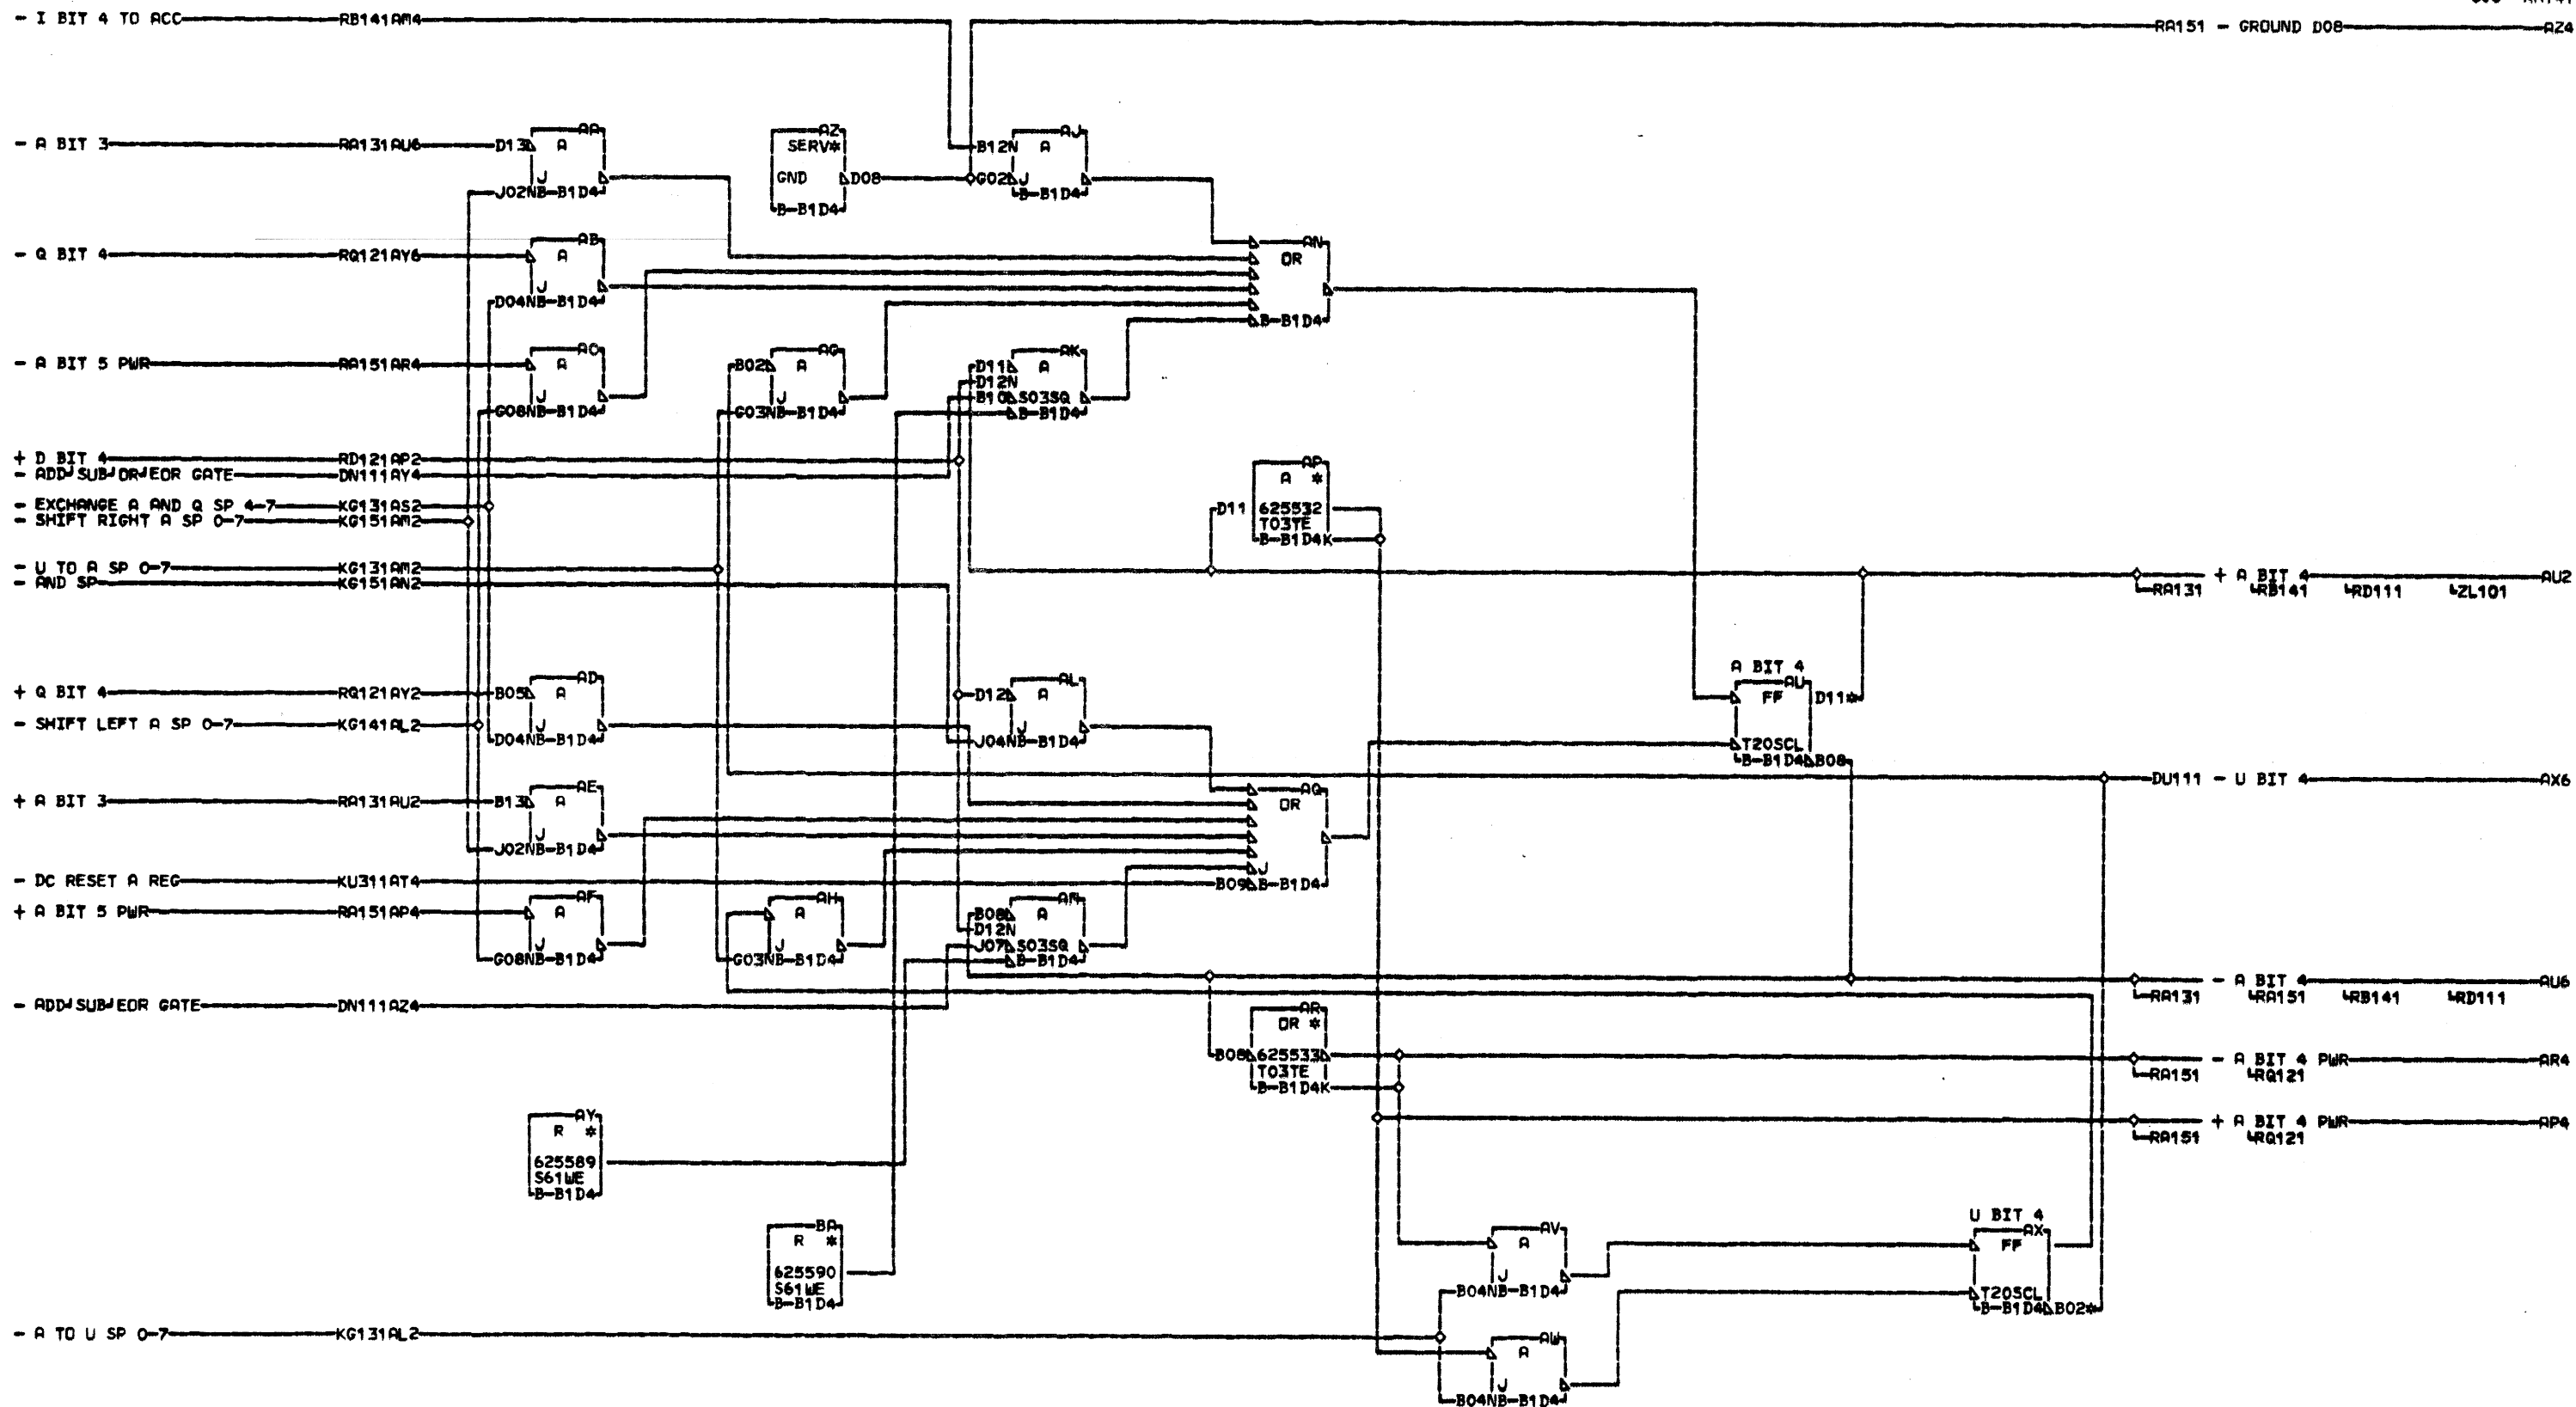 - I BIT 4 TO ACC RB141AM4
RA151 - GROUND D08 AZ4
AA AZ AJ
- A BIT 3 RA131AU6 D13 A SERV* B12N A
J GND D08 G02 J
J02NB-B1D4 B-B1D4 B-B1D4
AB AN
- Q BIT 4 RQ121AY6 A OR
J
D04NB-B1D4 B-B1D4
AC AG AK
- A BIT 5 PWR RA151AR4 A B02 A D11 A
D12N
J J B10 S03SQ
G08NB-B1D4 G03NB-B1D4 B-B1D4
+ D BIT 4 RD121AP2 AP
- ADD SUB OR EOR GATE DN111AY4 A *
- EXCHANGE A AND Q SP 4-7 KG131AS2 D11 625532
- SHIFT RIGHT A SP 0-7 KG151AM2 T03TE
B-B1D4K
- U TO A SP 0-7 KG131AM2
+ A BIT 4 AU2
- AND SP KG151AN2 RA131 RB141 RD111 ZL101
A BIT 4
AD AL AU
+ Q BIT 4 RQ121AY2 B05 A D12 A FF D11*
- SHIFT LEFT A SP 0-7 KG141AL2 J J
D04NB-B1D4 J04NB-B1D4 T20SCL
B-B1D4 B08
DU111 - U BIT 4 AX6
AE AQ
+ A BIT 3 RA131AU2 B13 A OR
J
J02NB-B1D4 J
- DC RESET A REG KU311AT4 B09 B-B1D4
AF AH AM
+ A BIT 5 PWR RA151AP4 A A B08 A
D12N
J J J07 S03SQ
G08NB-B1D4 G03NB-B1D4 B-B1D4
- A BIT 4 AU6
RA131 RA151 RB141 RD111
- ADD SUB EOR GATE DN111AZ4
AR
OR *
B08 625533 - A BIT 4 PWR AR4
T03TE RA151 RQ121
B-B1D4K
AY + A BIT 4 PWR AP4
R * RA151 RQ121
625589
S61WE
B-B1D4
U BIT 4
BA AV AX
R * A FF
625590 J
S61WE B04NB-B1D4 T20SCL
B-B1D4 B-B1D4 B02*
- A TO U SP 0-7 KG131AL2
AW
A
J
B04NB-B1D4